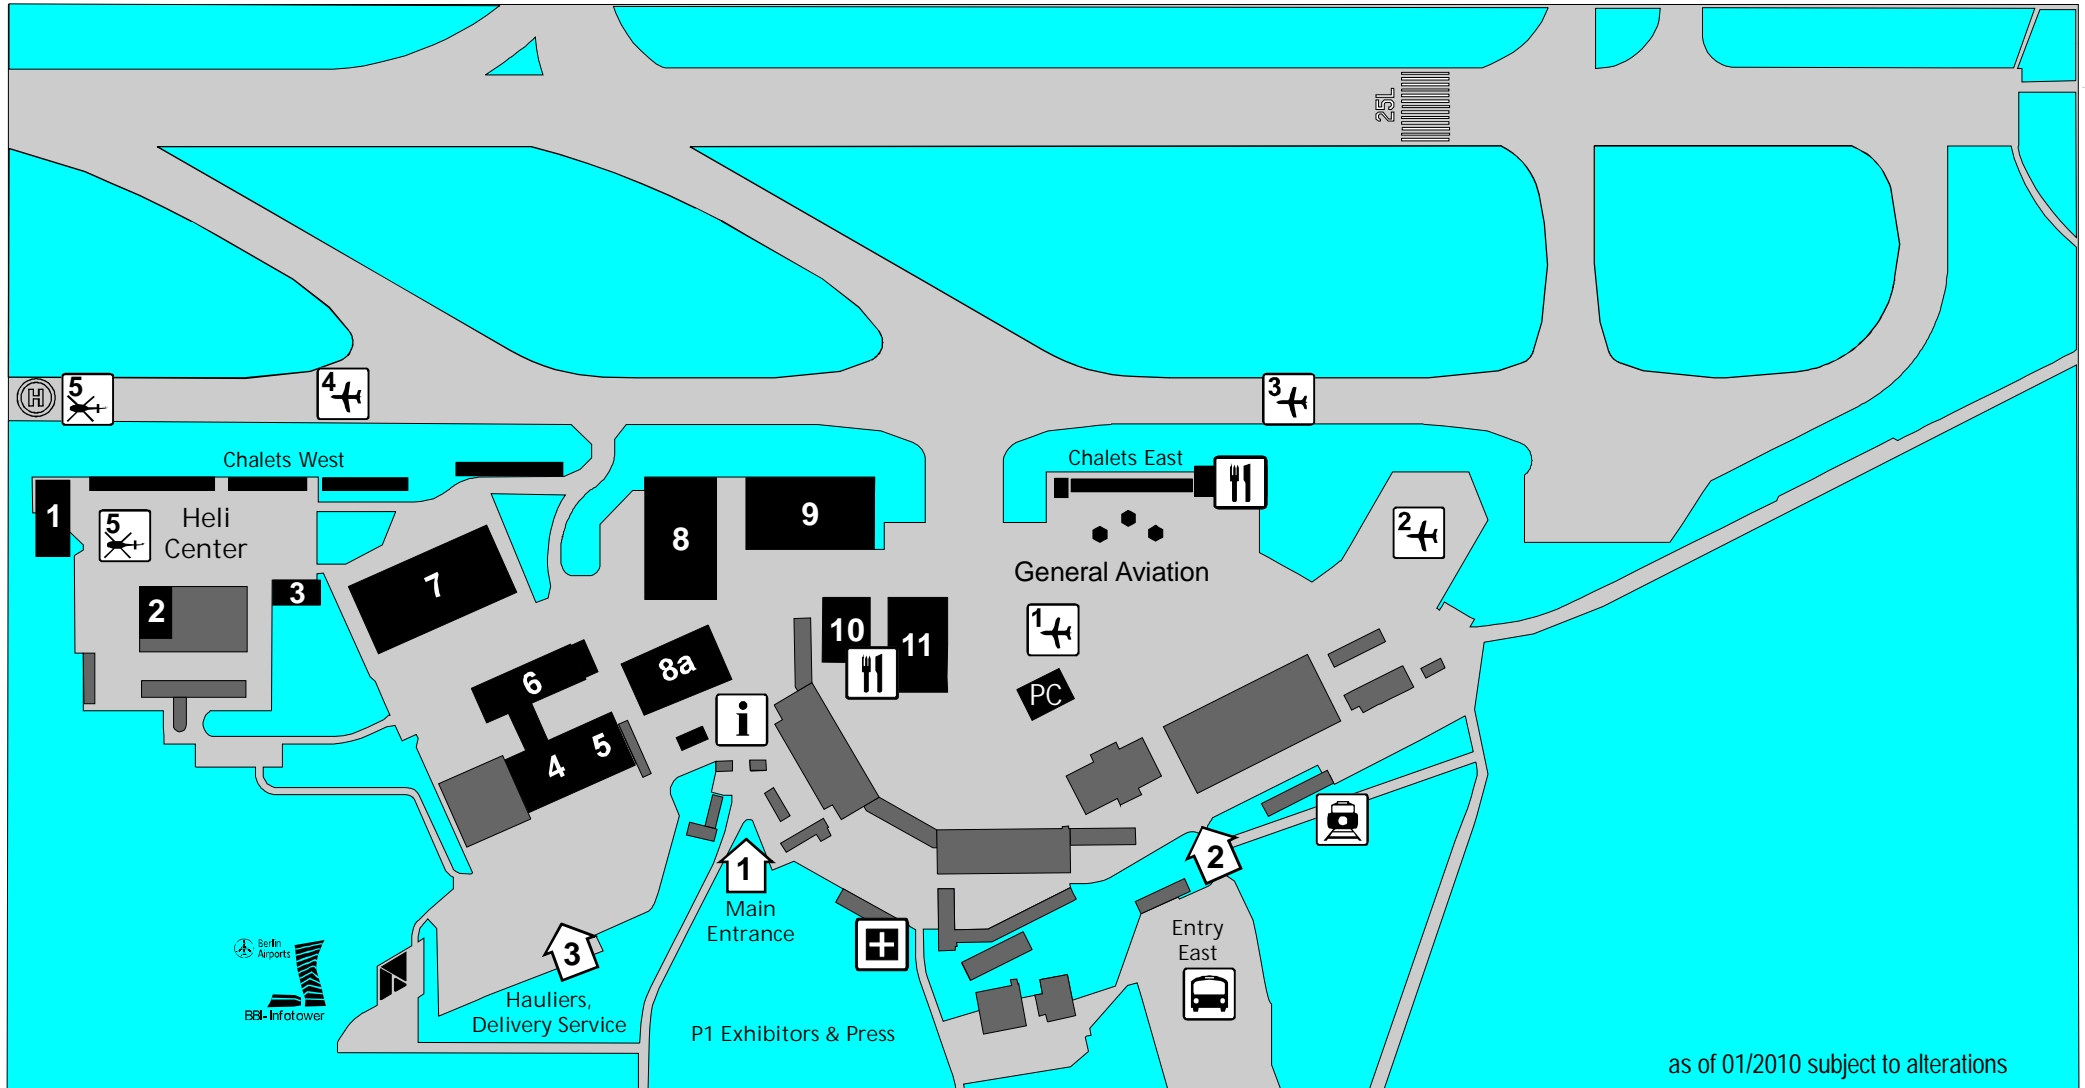 25L
5
4
3
Chalets West
Chalets East
1
5
Heli
Center
8
9
2
General Aviation
7
3
2
10
11
1
8a
6
PC
i
5
4
1
2
Main
Entrance
3
Entry
East
Berlin
Airports
BBI-Infotower
Hauliers,
Delivery Service
P1 Exhibitors & Press
as of 01/2010 subject to alterations
H